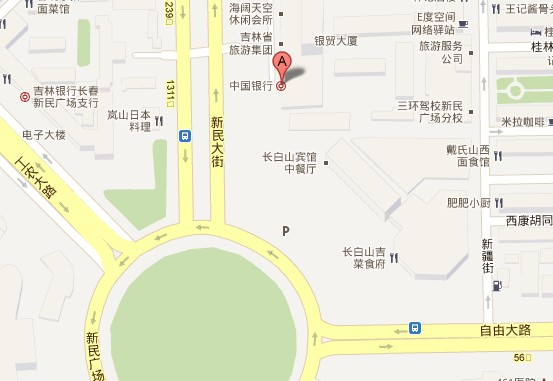 面菜馆
239
海阔天空
休闲会所
吉林省
旅游集团
银贸大厦
E度空间
网络驿站
旅游服务
公司
王记酱骨头
桂林
中国银行
A
吉林银行长春
新民广场支行
1311
岚山日本
料理
新民大街
三环驾校新民
广场分校
米拉咖啡
电子大楼
工农大路
长白山宾馆
中餐厅
戴氏山西
面食馆
肥肥小厨
西康胡同
P
长白山吉
菜食府
新疆街
新民广场
自由大路
56